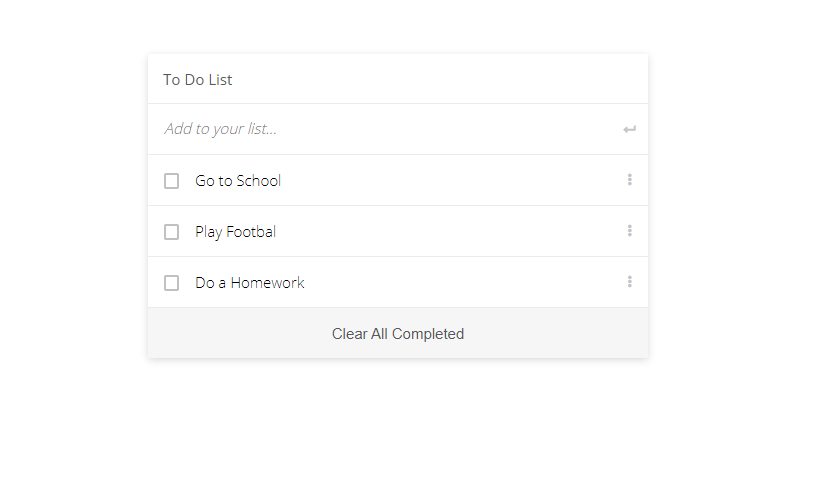 To Do List
Add to your list...
Go to School
Play Footbal
Do a Homework
Clear All Completed